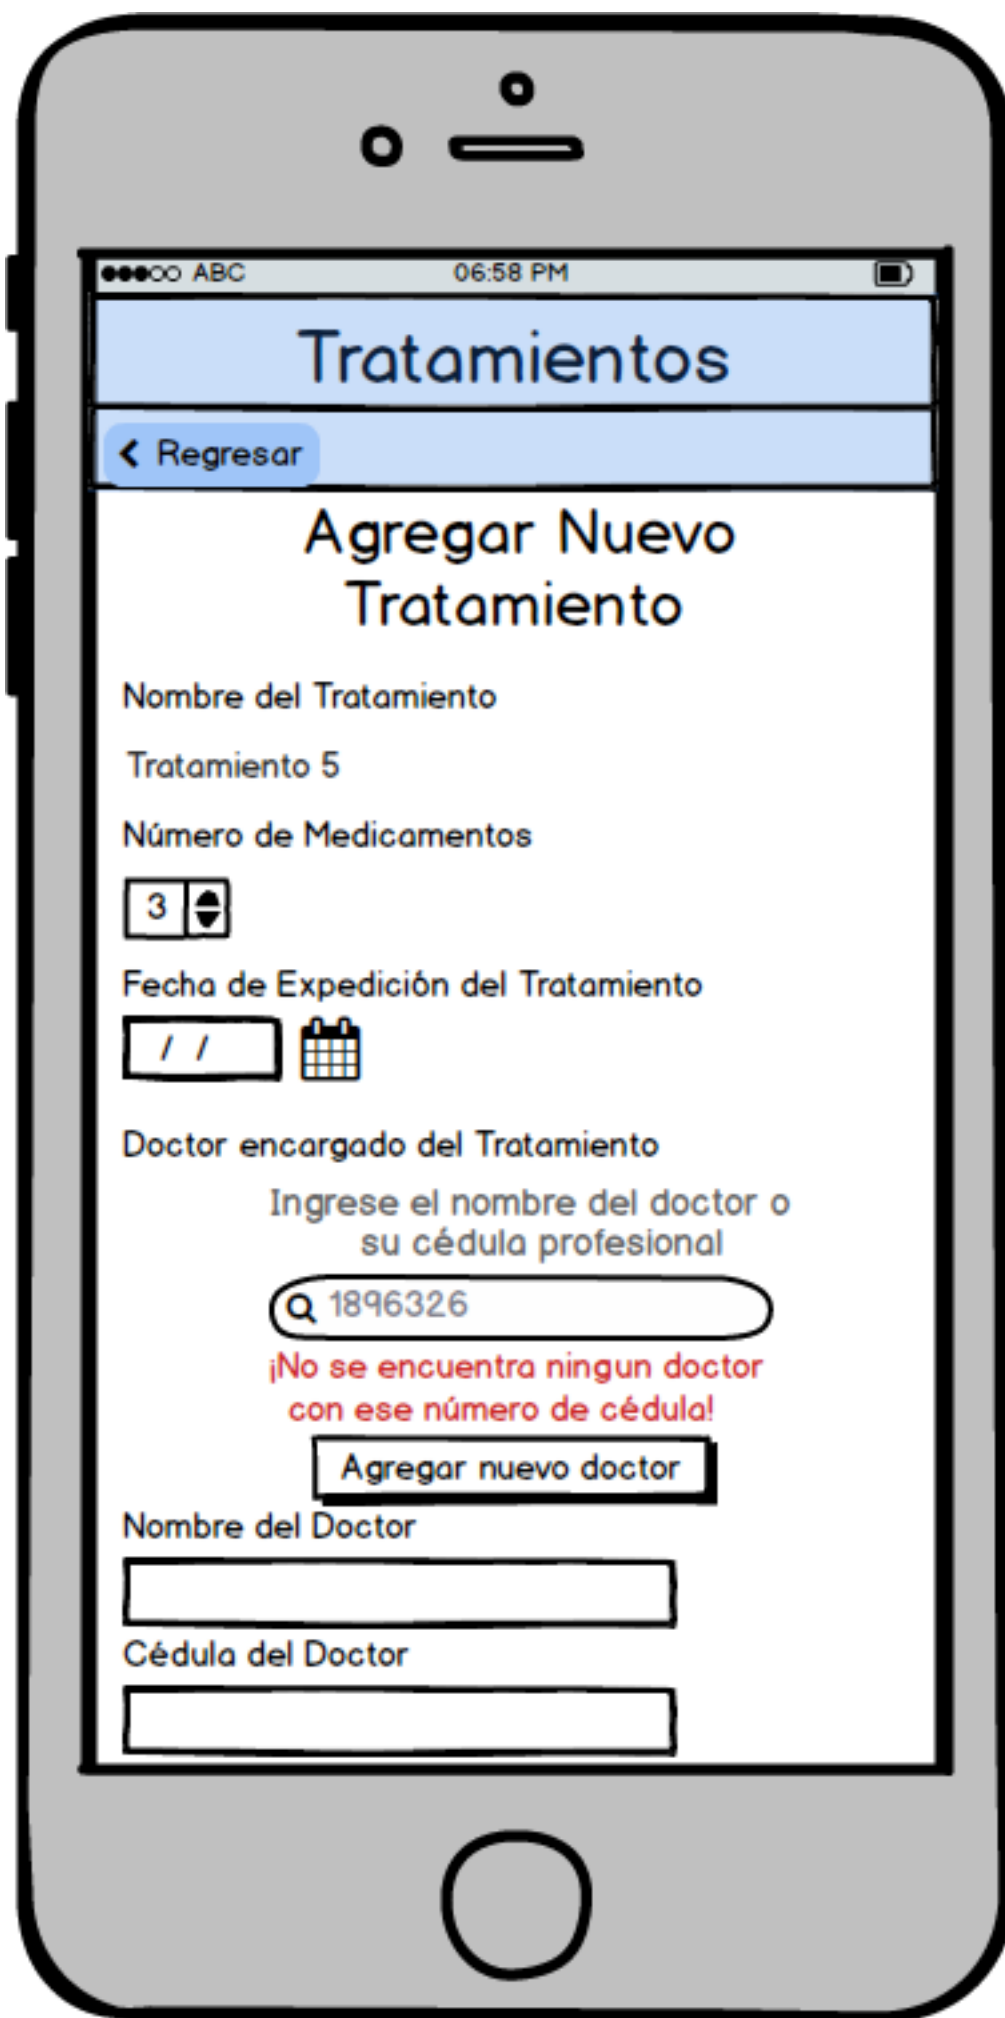 ABC 06:58 PM
Tratamientos
Regresar
Agregar Nuevo
Tratamiento
Nombre del Tratamiento
Tratamiento 5
Número de Medicamentos
3
Fecha de Expedición del Tratamiento
/ /
Doctor encargado del Tratamiento
Ingrese el nombre del doctor o
su cédula profesional
1896326
¡No se encuentra ningun doctor
con ese número de cédula!
Agregar nuevo doctor
Nombre del Doctor
Cédula del Doctor